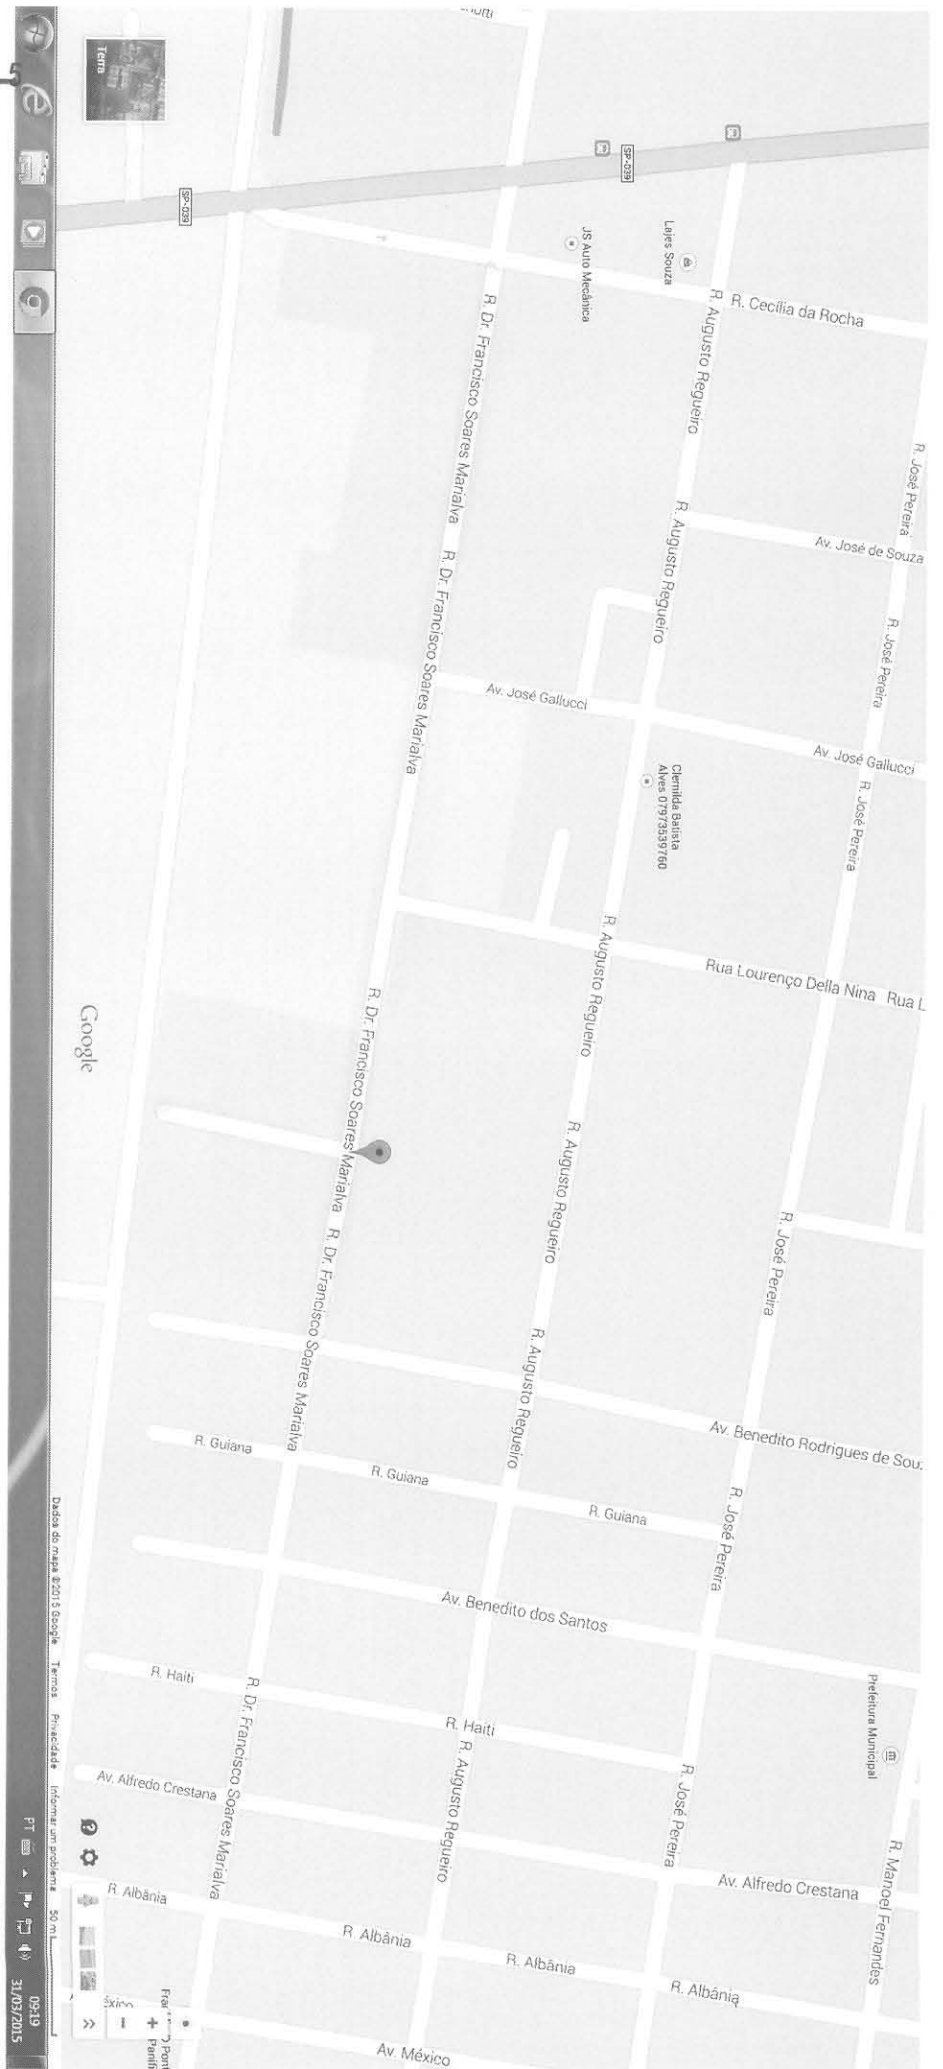 Terra
SP-039
SP-039
Lajes Souza
JS Auto Mecânica
R. Cecília da Rocha
R. Augusto Regueiro
R. Dr. Francisco Soares Marialva
R. José Pereira
Av. José de Souza
R. Augusto Regueiro
R. Dr. Francisco Soares Marialva
R. José Pereira
Av. José Gallucci
Av. José Gallucci
R. José Pereira
Clemilda Batista
Alves 07973539760
R. Augusto Regueiro
Rua Lourenço Della Nina
Rua L
R. Dr. Francisco Soares Marialva
Google
R. Augusto Regueiro
R. José Pereira
R. Dr. Francisco Soares Marialva
R. Augusto Regueiro
Av. Benedito Rodrigues de Sou
R. Guiana
R. Guiana
R. Guiana
R. José Pereira
Av. Benedito dos Santos
R. Haiti
R. Haiti
R. Dr. Francisco Soares Marialva
R. Augusto Regueiro
R. José Pereira
Prefeitura Municipal
Av. Alfredo Crestana
Av. Alfredo Crestana
R. Manoel Fernandes
R. Albânia
R. Albânia
R. Albânia
R. Albânia
Av. México
éxico
Pont
Panifi
Dados do mapa ©2015 Google Termos Privacidade Informar um problema 50 m
PT
09:19
31/03/2015
5